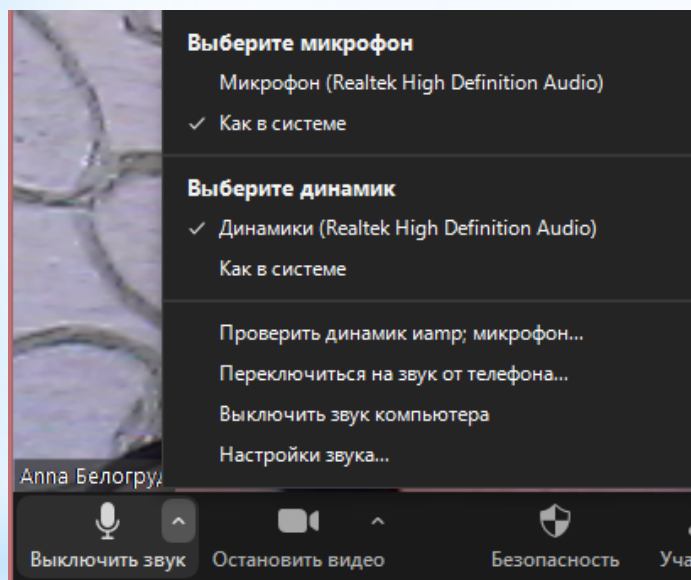 Выберите микрофон
Микрофон (Realtek High Definition Audio)
Как в системе
Выберите динамик
Динамики (Realtek High Definition Audio)
Как в системе
Проверить динамик иamp; микрофон...
Переключиться на звук от телефона...
Выключить звук компьютера
Настройки звука...
Anna
Выключить звук Остановить видео Безопасность